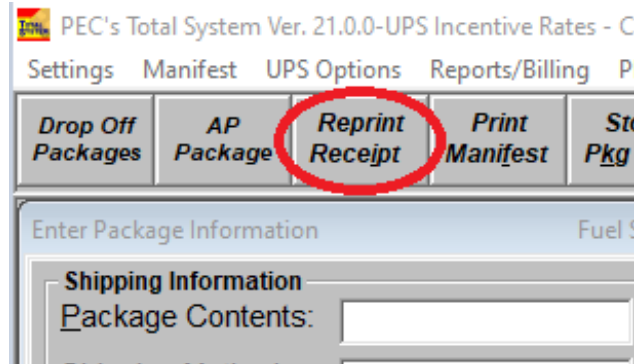 PEC's Total System Ver. 21.0.0-UPS Incentive Rates - C
Settings Manifest UPS Options Reports/Billing P
Drop Off Packages
AP Package
Reprint Receipt
Print Manifest
Sto
Pkg
Enter Package Information Fuel S
Shipping Information
Package Contents: